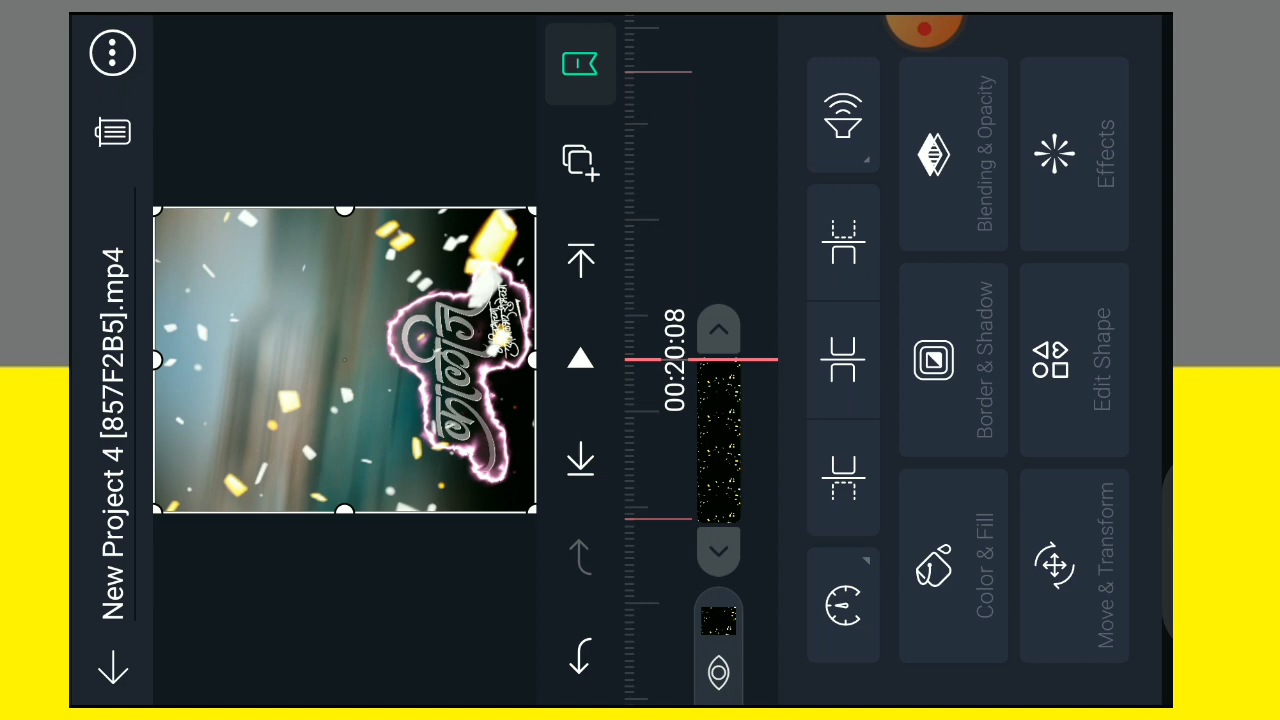 New Project 4 [857F2B5].mp4
00:20:08
Blending & Opacity
Effects
Border & Shadow
Edit Shape
Color & Fill
Move & Transform